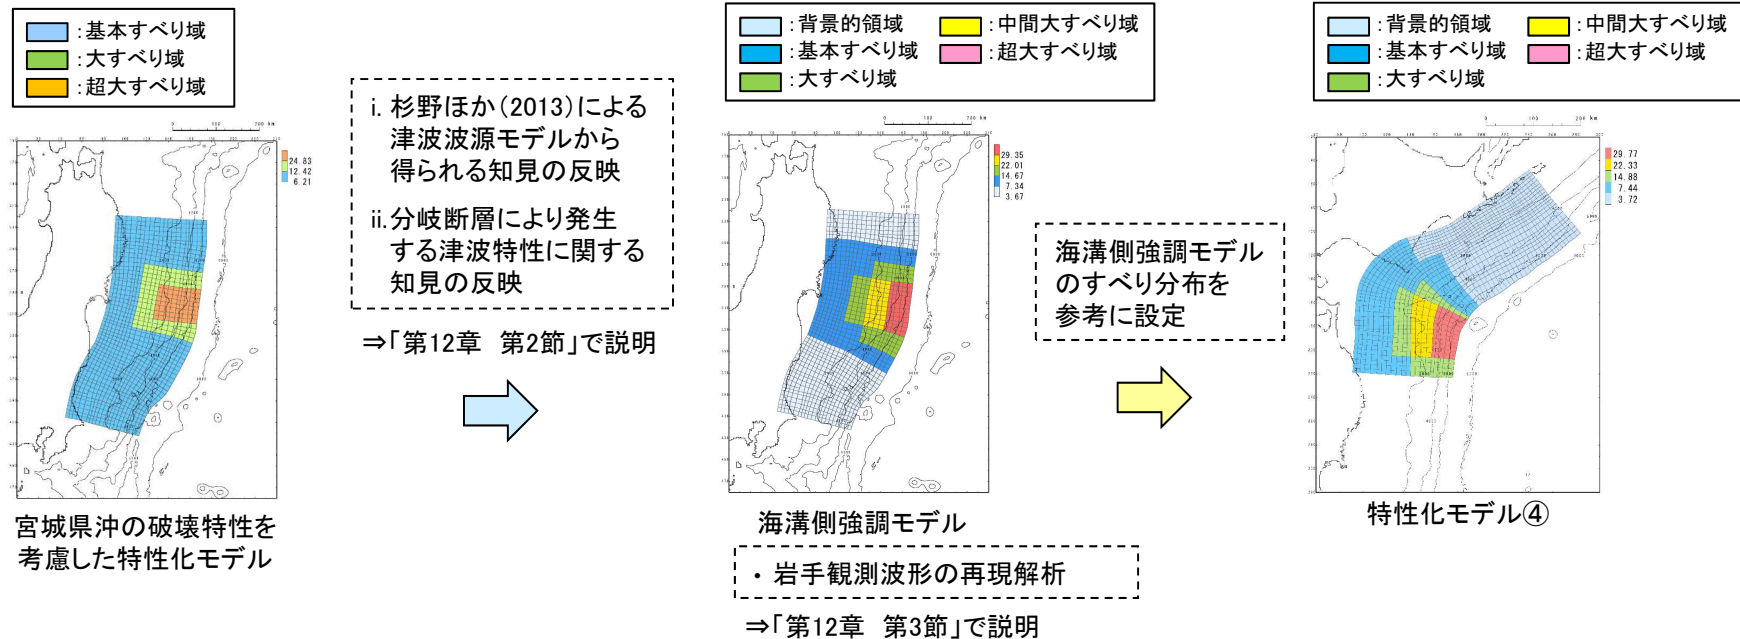 ：基本すべり域
：大すべり域
：超大すべり域
0 100 200 km
24.83
12.42
6.21
宮城県沖の破壊特性を
考慮した特性化モデル
i. 杉野ほか（2013）による
津波波源モデルから
得られる知見の反映
ii.分岐断層により発生
する津波特性に関する
知見の反映
⇒「第12章 第2節」で説明
：背景的領域
：中間大すべり域
：基本すべり域
：超大すべり域
：大すべり域
0 100 200 km
29.35
22.01
14.67
7.34
3.67
海溝側強調モデル
・ 岩手観測波形の再現解析
⇒「第12章 第3節」で説明
海溝側強調モデル
のすべり分布を
参考に設定
：背景的領域
：中間大すべり域
：基本すべり域
：超大すべり域
：大すべり域
0 100 200 km
29.77
22.33
14.88
7.44
3.72
特性化モデル④